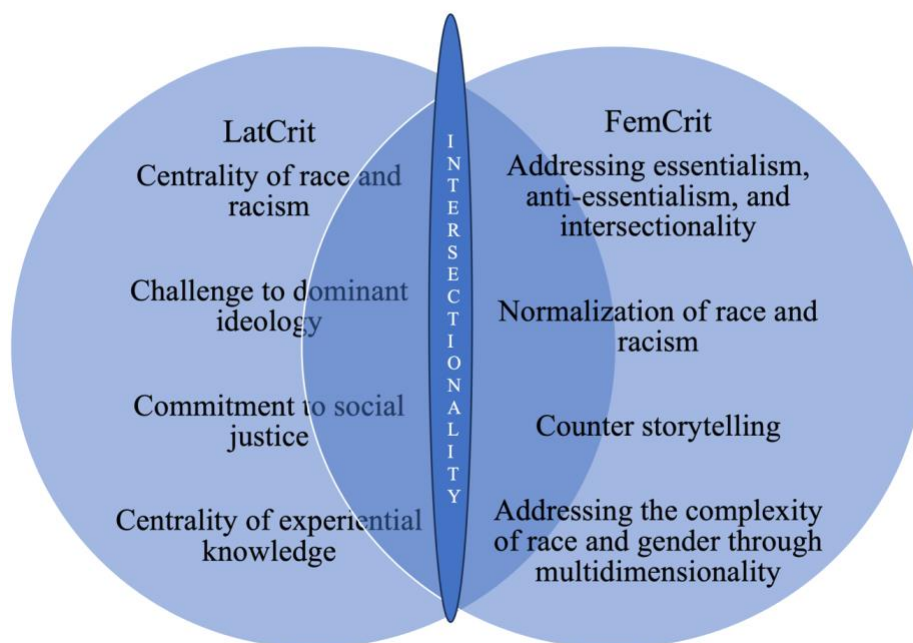 LatCrit
Centrality of race and
racism
Challenge to dominant
ideology
Commitment to social
justice
Centrality of experiential
knowledge
INTERSECTIONALITY
FemCrit
Addressing essentialism,
anti-essentialism, and
intersectionality
Normalization of race and
racism
Counter storytelling
Addressing the complexity
of race and gender through
multidimensionality